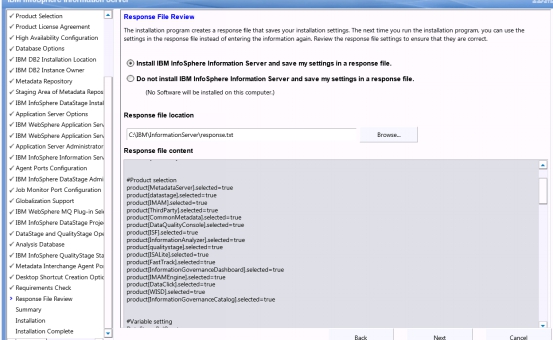 IBM InfoSphere Information Server
Product Selection
Product License Agreement
High Availability Configuration
Database Options
IBM DB2 Installation Location
IBM DB2 Instance Owner
Metadata Repository
Staging Area of Metadata Repos
IBM InfoSphere DataStage Instal
Application Server Options
IBM WebSphere Application Serv
IBM WebSphere Application Serv
Application Server Administrator
IBM InfoSphere Information Serv
Agent Ports Configuration
IBM InfoSphere DataStage Admi
Job Monitor Port Configuration
Globalization Support
IBM WebSphere MQ Plug-in Sele
IBM InfoSphere DataStage Proje
DataStage and QualityStage Ope
Analysis Database
IBM InfoSphere QualityStage Sta
Metadata Interchange Agent Po
Desktop Shortcut Creation Optic
Requirements Check
Response File Review
Summary
Installation
Installation Complete
Response File Review
The installation program creates a response file that saves your installation settings. The next time you run the installation program, you can use the
settings in the response file instead of entering the information again. Review the response file settings to ensure that they are correct.
Install IBM InfoSphere Information Server and save my settings in a response file.
Do not install IBM InfoSphere Information Server and save my settings in a response file.
(No Software will be installed on this computer.)
Response file location
C:\IBM\InformationServer\response.txt
Browse...
Response file content
#Product selection
product[MetadataServer].selected=true
product[datastage].selected=true
product[IMAM].selected=true
product[ThirdParty].selected=true
product[CommonMetadata].selected=true
product[DataQualityConsole].selected=true
product[ISF].selected=true
product[InformationAnalyzer].selected=true
product[qualitystage].selected=true
product[ISALite].selected=true
product[FastTrack].selected=true
product[InformationGovernanceDashboard].selected=true
product[IMAMEngine].selected=true
product[DataClick].selected=true
product[WISD].selected=true
product[InformationGovernanceCatalog].selected=true
#Variable setting
Back
Next
Cancel